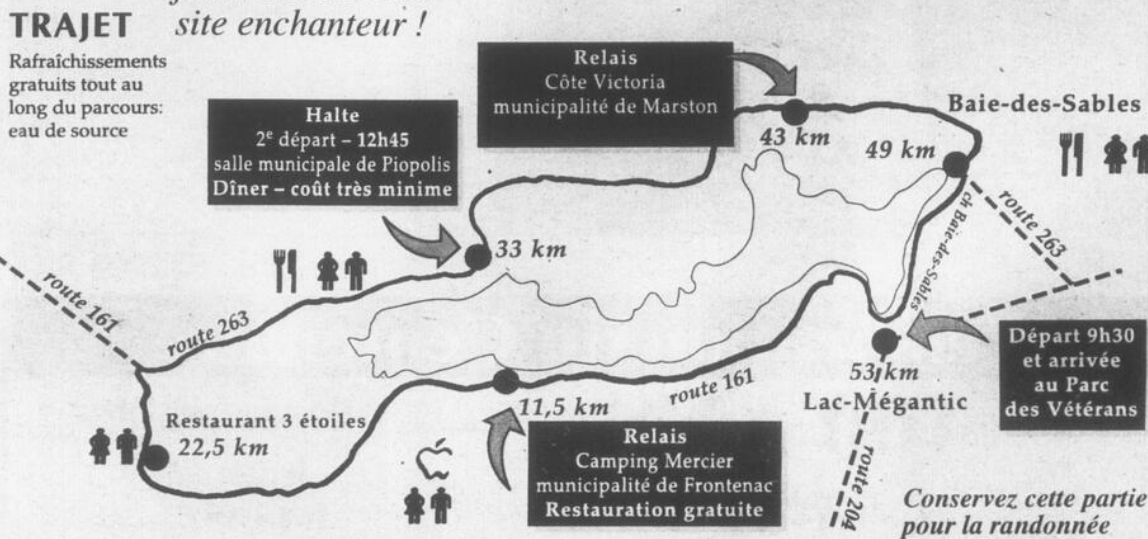 TRAJET
site enchanteur !
Rafraîchissements
gratuits tout au
long du parcours:
eau de source
Halte
2e départ – 12h45
salle municipale de Piopolis
Dîner – coût très minime
Relais
Côte Victoria
municipalité de Marston
43 km
Baie-des-Sables
49 km
ch Baie-des-Sables
route 263
33 km
route 161
route 263
Départ 9h30
et arrivée
au Parc
des Vétérans
53 km
Lac-Mégantic
route 161
11,5 km
Restaurant 3 étoiles
22,5 km
Relais
Camping Mercier
municipalité de Frontenac
Restauration gratuite
route 204
Conservez cette partie
pour la randonnée